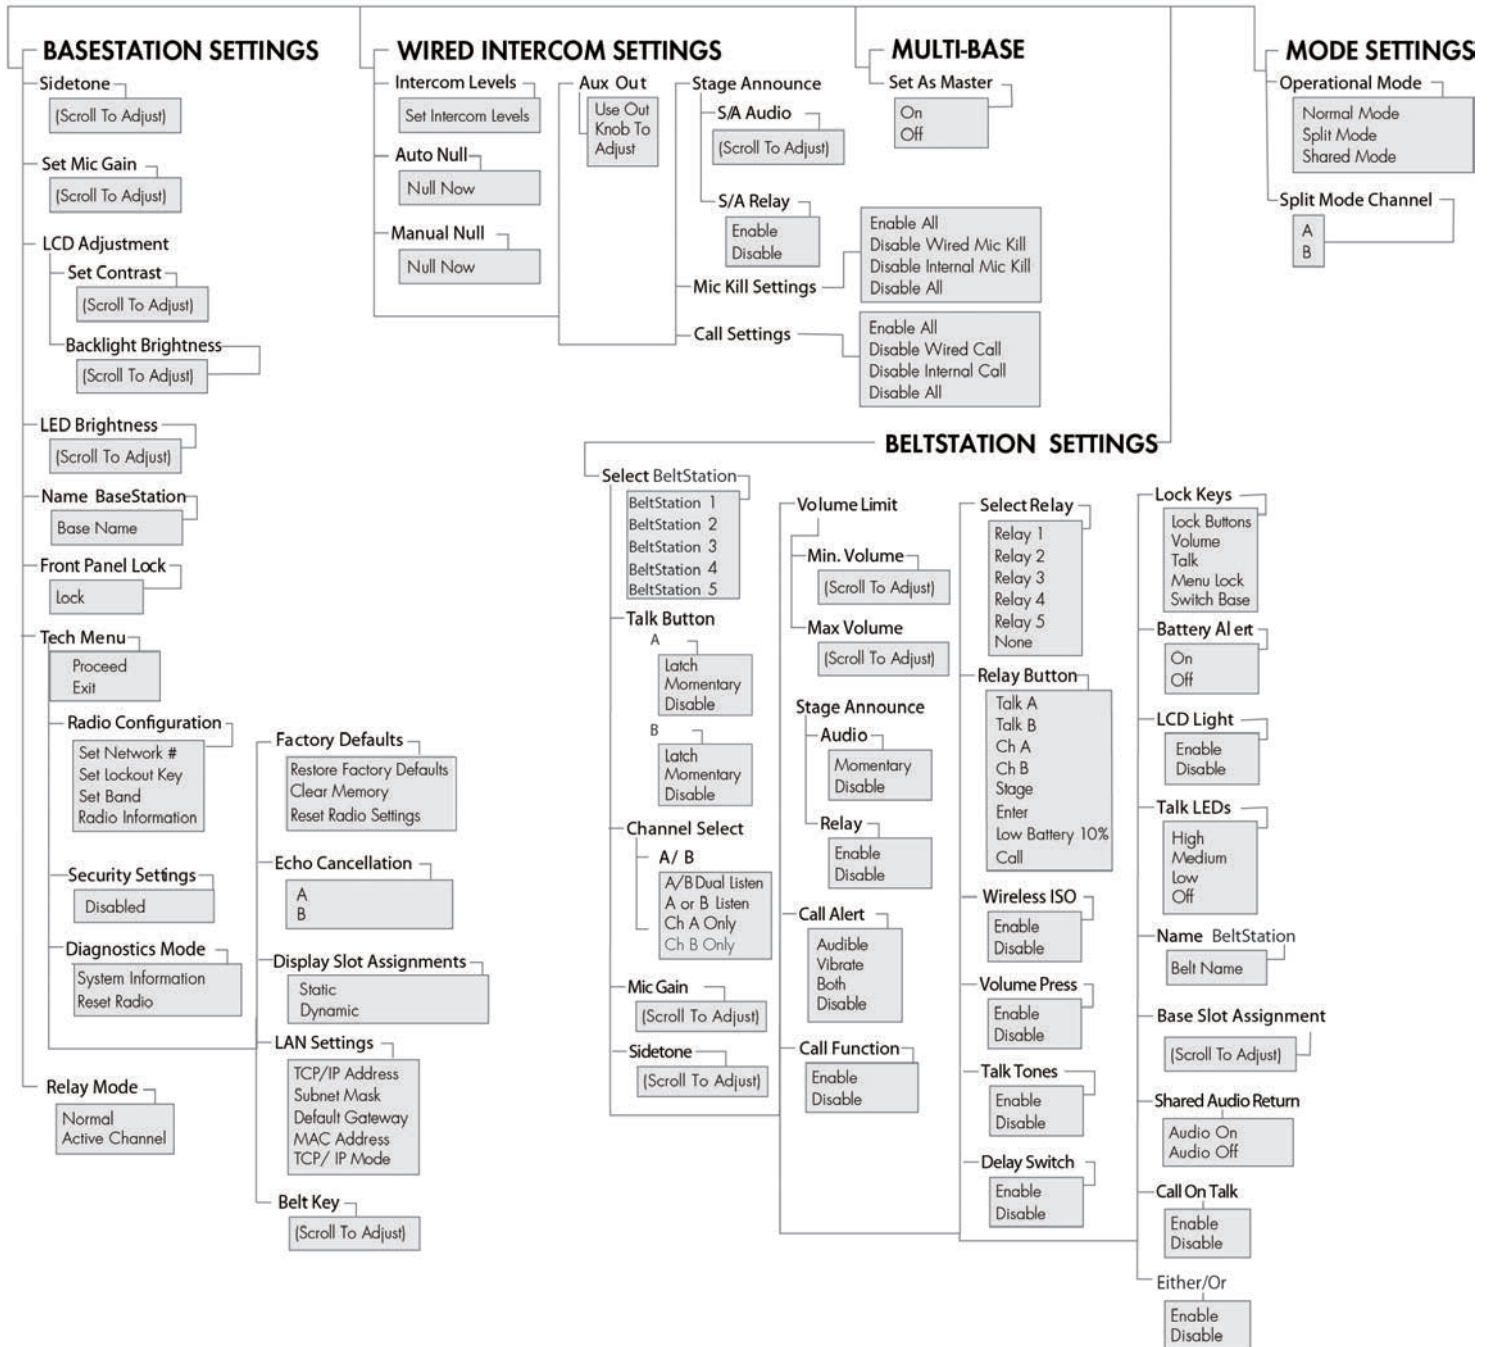 BASESTATION SETTINGS
Sidetone
(Scroll To Adjust)
Set Mic Gain
(Scroll To Adjust)
LCD Adjustment
Set Contrast
(Scroll To Adjust)
Backlight Brightness
(Scroll To Adjust)
LED Brightness
(Scroll To Adjust)
Name BaseStation
Base Name
Front Panel Lock
Lock
Tech Menu
Proceed
Exit
Radio Configuration
Set Network #
Set Lockout Key
Set Band
Radio Information
Security Settings
Disabled
Diagnostics Mode
System Information
Reset Radio
Factory Defaults
Restore Factory Defaults
Clear Memory
Reset Radio Settings
Echo Cancellation
A
B
Display Slot Assignments
Static
Dynamic
LAN Settings
TCP/IP Address
Subnet Mask
Default Gateway
MAC Address
TCP/ IP Mode
Belt Key
(Scroll To Adjust)
Relay Mode
Normal
Active Channel
WIRED INTERCOM SETTINGS
Intercom Levels
Set Intercom Levels
Auto Null
Null Now
Manual Null
Null Now
Aux Out
Use Out
Knob To
Adjust
Stage Announce
S/A Audio
(Scroll To Adjust)
S/A Relay
Enable
Disable
Mic Kill Settings
Enable All
Disable Wired Mic Kill
Disable Internal Mic Kill
Disable All
Call Settings
Enable All
Disable Wired Call
Disable Internal Call
Disable All
MULTI-BASE
Set As Master
On
Off
BELTSTATION SETTINGS
Select BeltStation
BeltStation 1
BeltStation 2
BeltStation 3
BeltStation 4
BeltStation 5
Talk Button
A
Latch
Momentary
Disable
B
Latch
Momentary
Disable
Channel Select
A/ B
A/B Dual Listen
A or B Listen
Ch A Only
Ch B Only
Mic Gain
(Scroll To Adjust)
Sidetone
(Scroll To Adjust)
Volume Limit
Min. Volume
(Scroll To Adjust)
Max Volume
(Scroll To Adjust)
Stage Announce
Audio
Momentary
Disable
Relay
Enable
Disable
Call Alert
Audible
Vibrate
Both
Disable
Call Function
Enable
Disable
Select Relay
Relay 1
Relay 2
Relay 3
Relay 4
Relay 5
None
Relay Button
Talk A
Talk B
Ch A
Ch B
Stage
Enter
Low Battery 10%
Call
Wireless ISO
Enable
Disable
Volume Press
Enable
Disable
Talk Tones
Enable
Disable
Delay Switch
Enable
Disable
Lock Keys
Lock Buttons
Volume
Talk
Menu Lock
Switch Base
Battery Alert
On
Off
LCD Light
Enable
Disable
Talk LEDs
High
Medium
Low
Off
Name BeltStation
Belt Name
Base Slot Assignment
(Scroll To Adjust)
Shared Audio Return
Audio On
Audio Off
Call On Talk
Enable
Disable
Either/Or
Enable
Disable
MODE SETTINGS
Operational Mode
Normal Mode
Split Mode
Shared Mode
Split Mode Channel
A
B